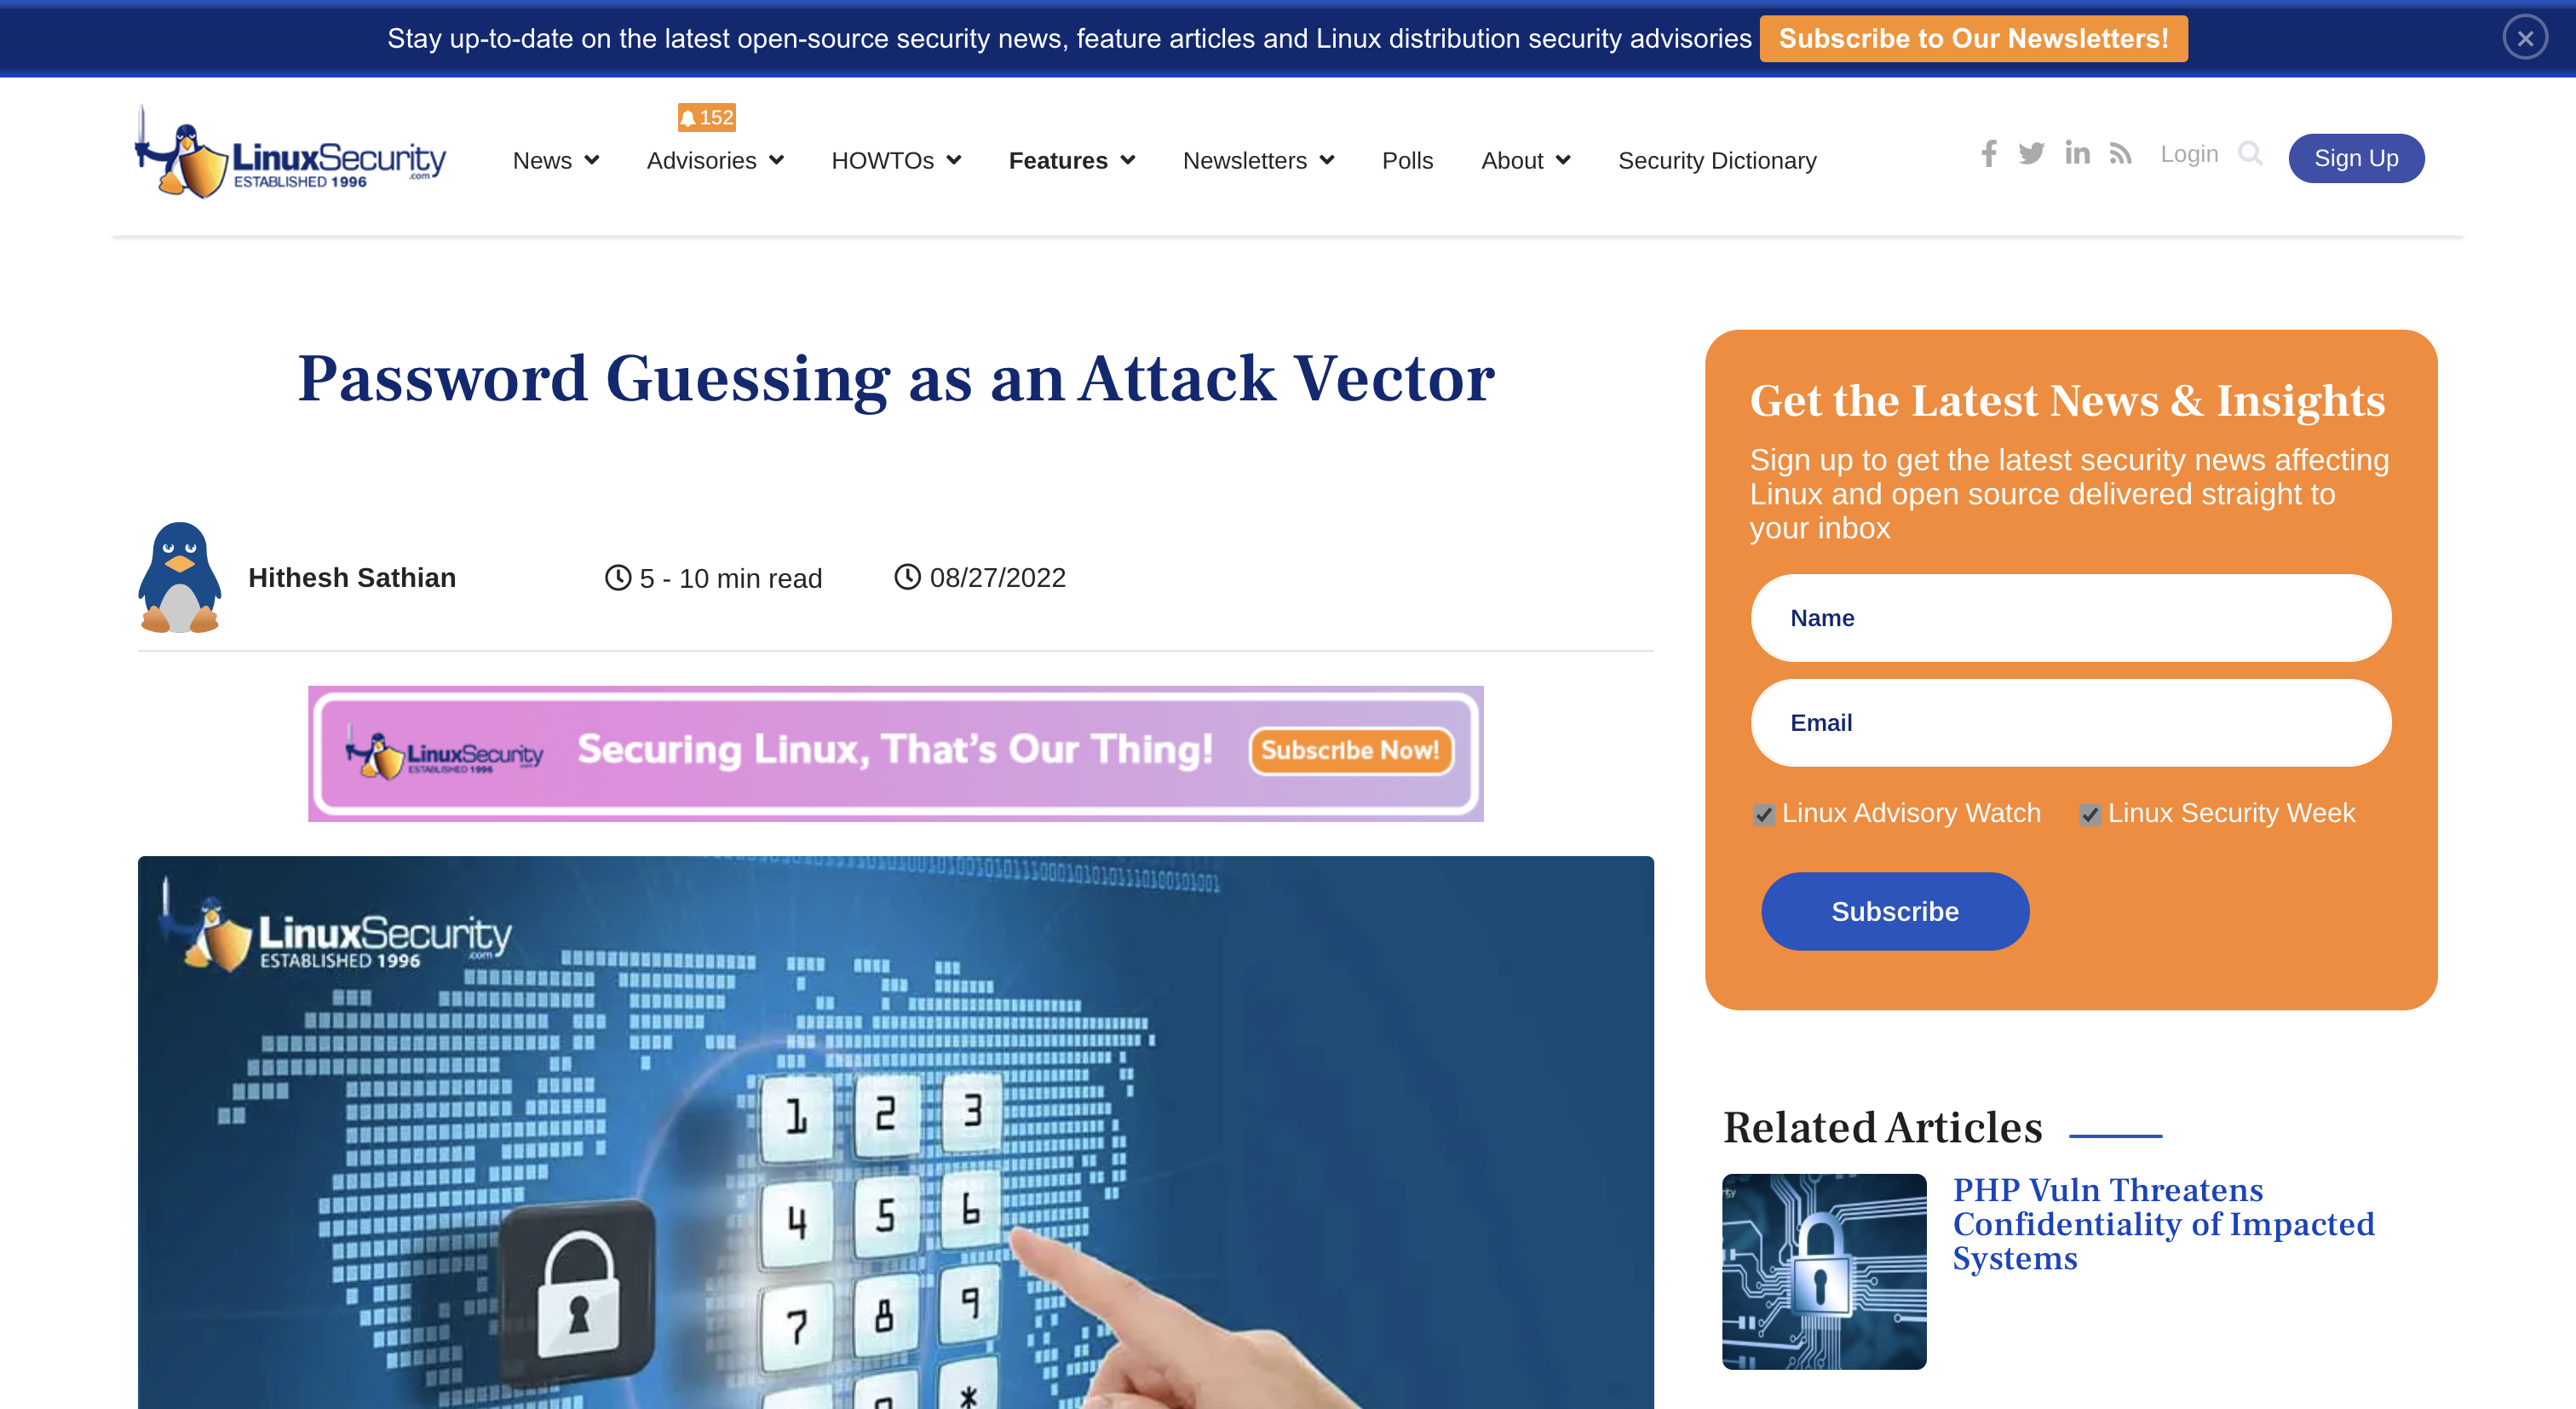 Stay up-to-date on the latest open-source security news, feature articles and Linux distribution security advisories Subscribe to Our Newsletters!
152
LinuxSecurity
.com
ESTABLISHED 1996
News Advisories HOWTOs Features Newsletters Polls About Security Dictionary Login Sign Up
Password Guessing as an Attack Vector
Hithesh Sathian 5 - 10 min read 08/27/2022
LinuxSecurity
ESTABLISHED 1996
Securing Linux, That's Our Thing! Subscribe Now!
LinuxSecurity
.com
ESTABLISHED 1996
1 2 3
4 5 6
7 8 9
*
Get the Latest News & Insights
Sign up to get the latest security news affecting
Linux and open source delivered straight to
your inbox
Name
Email
Linux Advisory Watch Linux Security Week
Subscribe
Related Articles
PHP Vuln Threatens
Confidentiality of Impacted
Systems